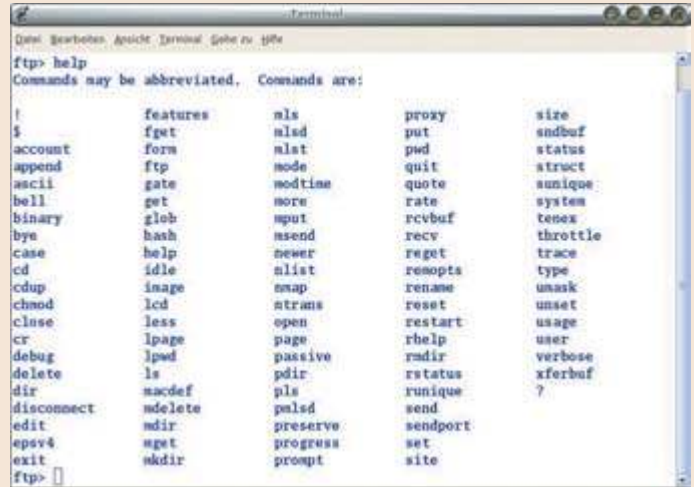 Terminal
Datei Bearbeiten Ansicht Terminal Gehe zu Hilfe
ftp> help
Commands may be abbreviated. Commands are:
! features mls proxy size
$ fget mlsd put sndbuf
account form mlst pwd status
append ftp mode quit struct
ascii gate modtime quote sunique
bell get more rate system
binary glob mput rcvbuf tenex
bye hash msend recv throttle
case help newer reget trace
cd idle nlist remopts type
cdup image nmap rename umask
chmod lcd ntrans reset unset
close less open restart usage
cr lpage page rhelp user
debug lpwd passive rmdir verbose
delete ls pdir rstatus xferbuf
dir macdef pls runique ?
disconnect mdelete pmlsd send
edit mdir preserve sendport
epsv4 mget progress set
exit mkdir prompt site
ftp>